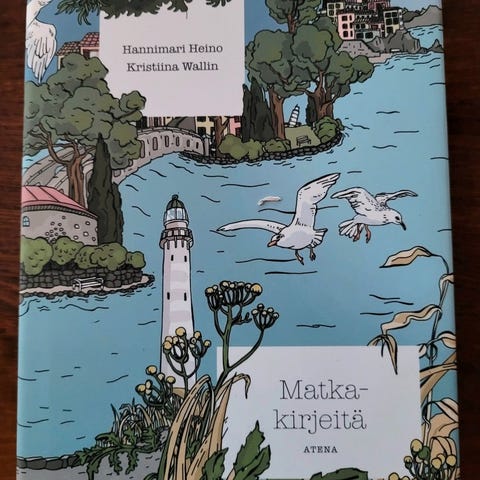 Hannimari Heino
Kristiina Wallin
Matka-
kirjeitä
ATENA